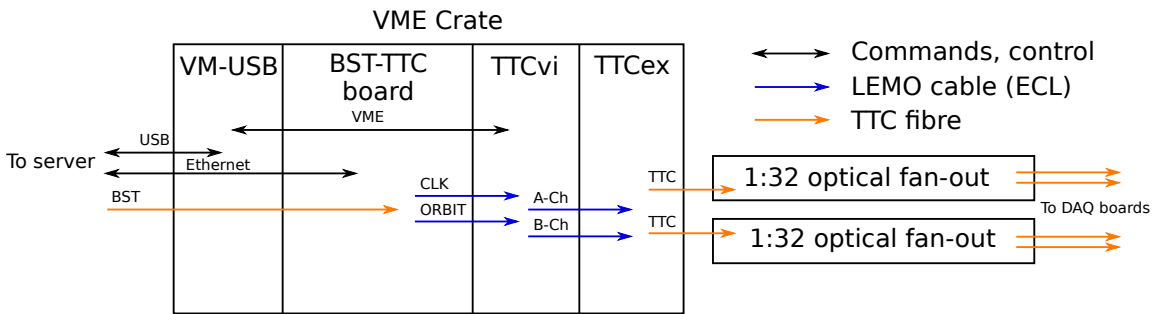 VME Crate
VM-USB
BST-TTC
board
TTCvi
TTCex
Commands, control
LEMO cable (ECL)
TTC fibre
VME
USB
To server
Ethernet
BST
CLK
ORBIT
A-Ch
B-Ch
TTC
TTC
1:32 optical fan-out
1:32 optical fan-out
To DAQ boards